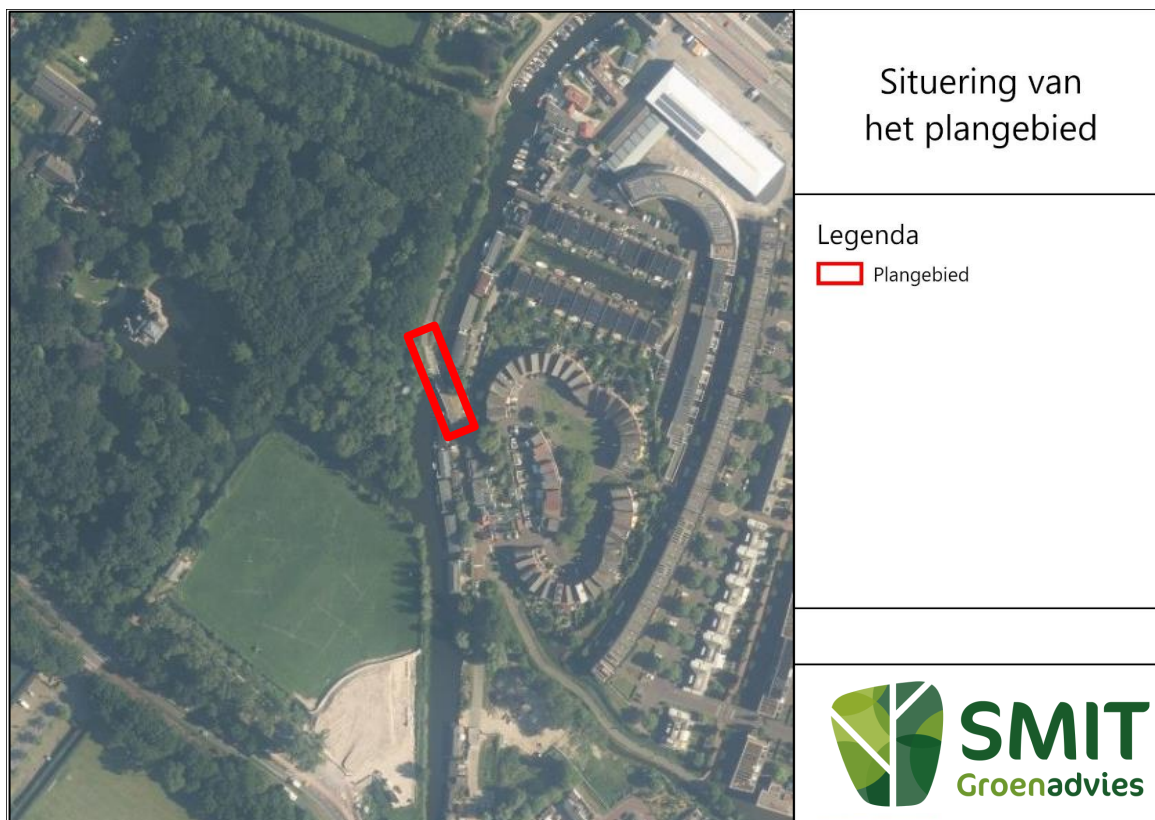 Situering van
het plangebied
Legenda
Plangebied
SMIT
Groenadvies